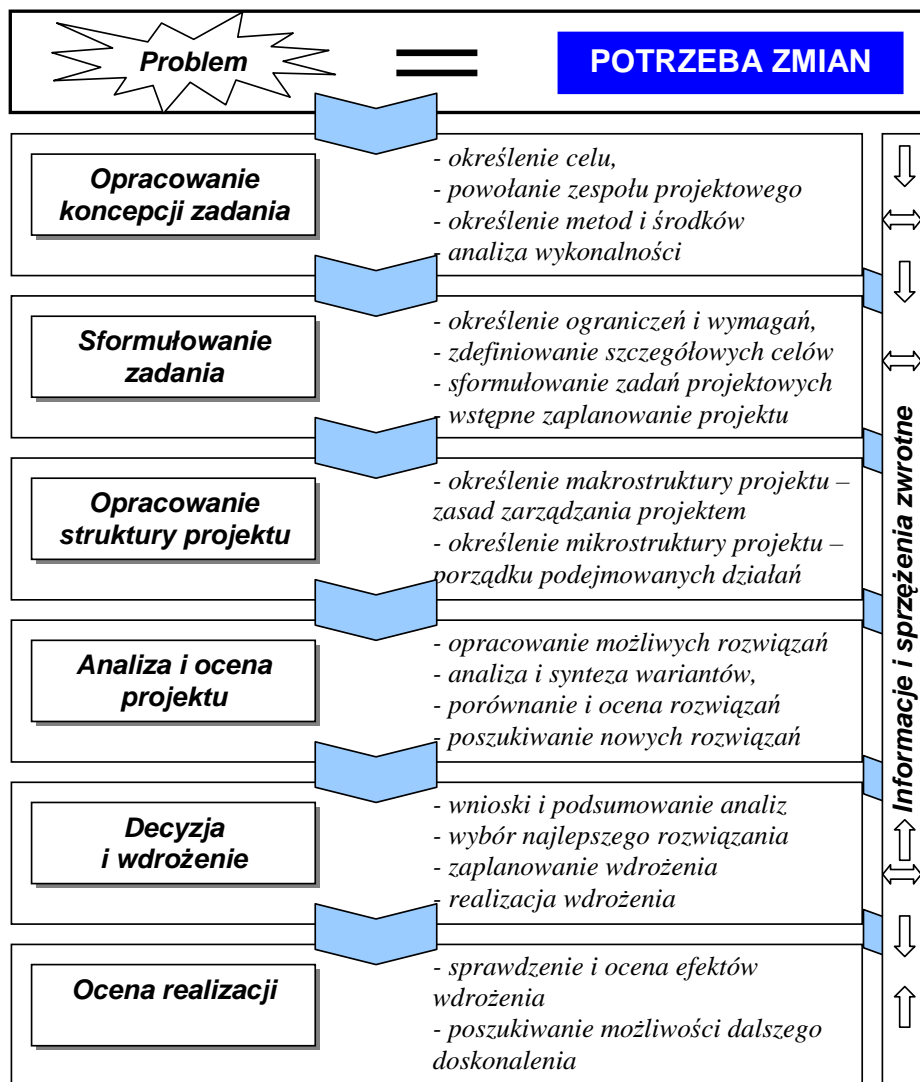 Problem
POTRZEBA ZMIAN
Opracowanie
koncepcji zadania
- określenie celu,
- powołanie zespołu projektowego
- określenie metod i środków
- analiza wykonalności
Sformułowanie
zadania
- określenie ograniczeń i wymagań,
- zdefiniowanie szczegółowych celów
- sformułowanie zadań projektowych
- wstępne zaplanowanie projektu
Opracowanie
struktury projektu
- określenie makrostruktury projektu –
zasad zarządzania projektem
- określenie mikrostruktury projektu –
porządku podejmowanych działań
Analiza i ocena
projektu
- opracowanie możliwych rozwiązań
- analiza i synteza wariantów,
- porównanie i ocena rozwiązań
- poszukiwanie nowych rozwiązań
Decyzja
i wdrożenie
- wnioski i podsumowanie analiz
- wybór najlepszego rozwiązania
- zaplanowanie wdrożenia
- realizacja wdrożenia
Ocena realizacji
- sprawdzenie i ocena efektów
wdrożenia
- poszukiwanie możliwości dalszego
doskonalenia
Informacje i sprzężenia zwrotne